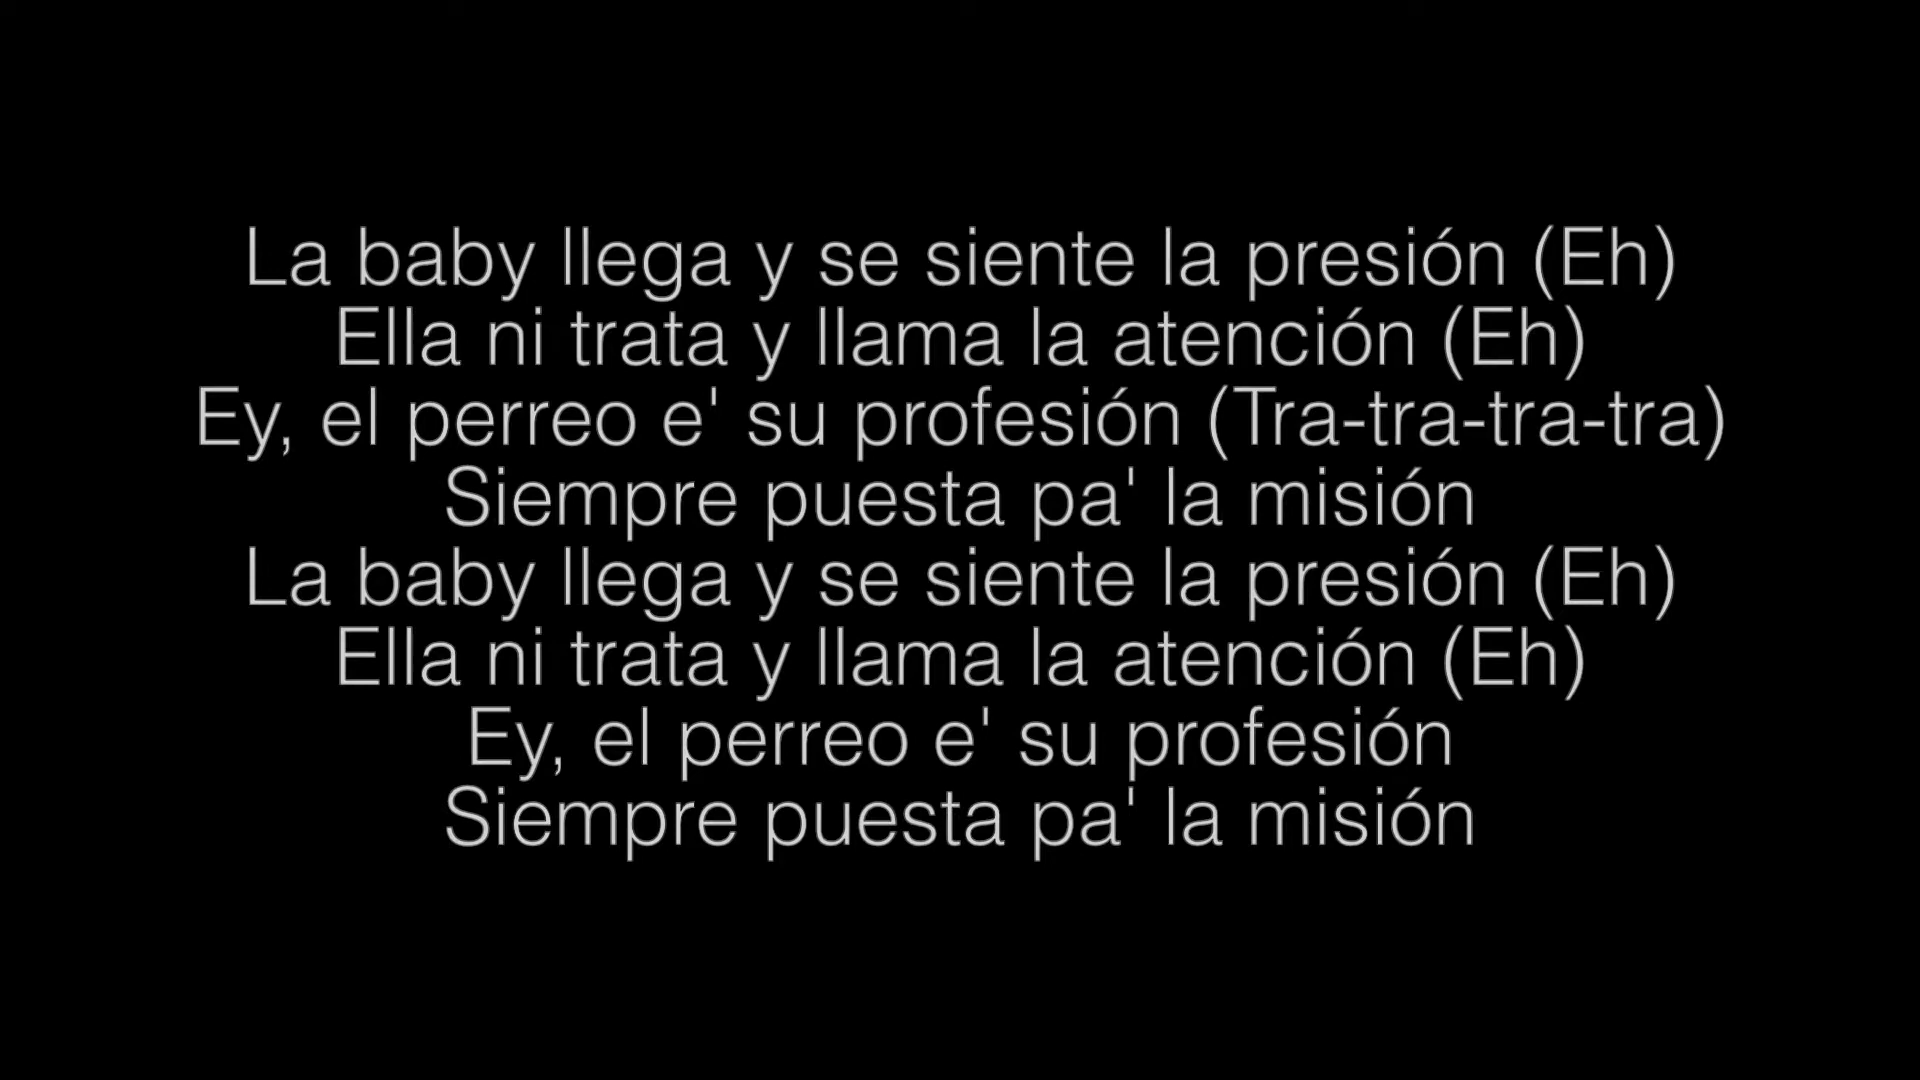 La baby llega y se siente la presión (Eh)
Ella ni trata y llama la atención (Eh)
Ey, el perreo e' su profesión (Tra-tra-tra-tra)
Siempre puesta pa' la misión
La baby llega y se siente la presión (Eh)
Ella ni trata y llama la atención (Eh)
Ey, el perreo e' su profesión
Siempre puesta pa' la misión